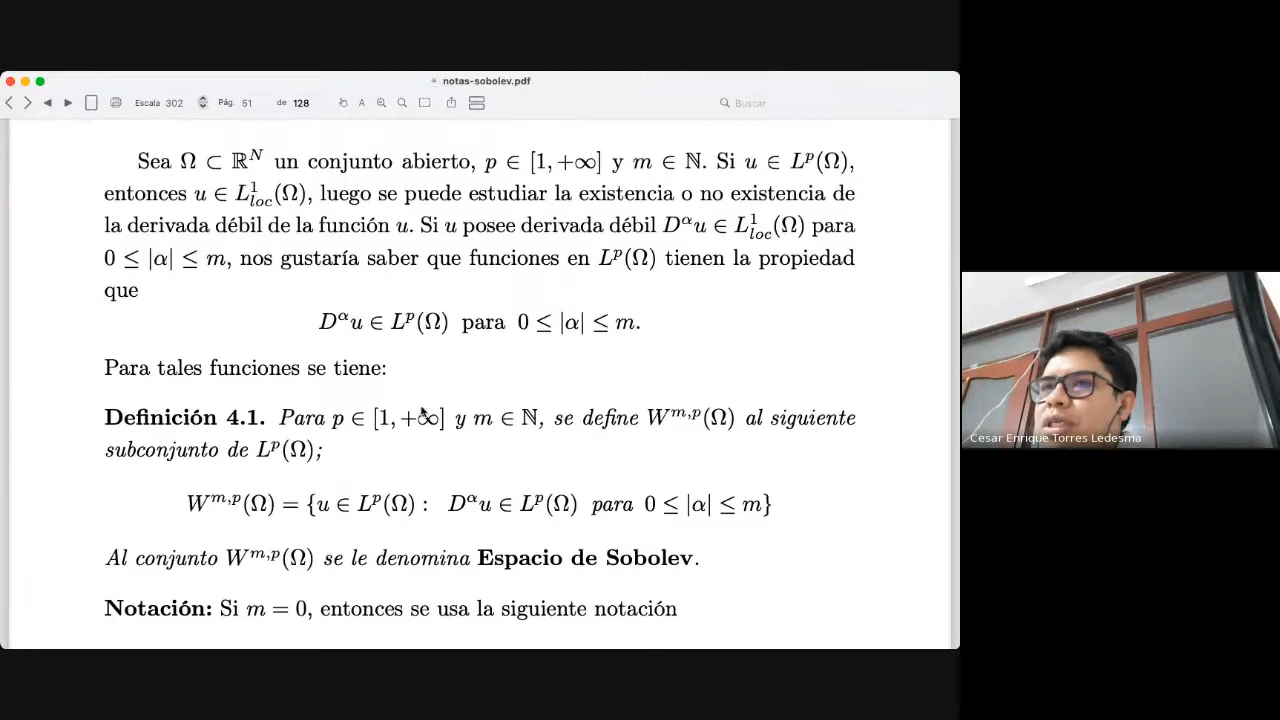 notas-sobolev.pdf
Escala 302 Pág. 51 de 128 Buscar
Sea Ω ⊂ ℝ^N un conjunto abierto, p ∈ [1, +∞] y m ∈ ℕ. Si u ∈ L^p(Ω),
entonces u ∈ L^1_{loc}(Ω), luego se puede estudiar la existencia o no existencia de
la derivada débil de la función u. Si u posee derivada débil D^α u ∈ L^1_{loc}(Ω) para
0 ≤ |α| ≤ m, nos gustaría saber que funciones en L^p(Ω) tienen la propiedad
que
D^α u ∈ L^p(Ω) para 0 ≤ |α| ≤ m.
Para tales funciones se tiene:
Definición 4.1. Para p ∈ [1, +∞] y m ∈ ℕ, se define W^{m,p}(Ω) al siguiente
subconjunto de L^p(Ω);
W^{m,p}(Ω) = {u ∈ L^p(Ω) : D^α u ∈ L^p(Ω) para 0 ≤ |α| ≤ m}
Al conjunto W^{m,p}(Ω) se le denomina Espacio de Sobolev.
Notación: Si m = 0, entonces se usa la siguiente notación
Cesar Enrique Torres Ledesma